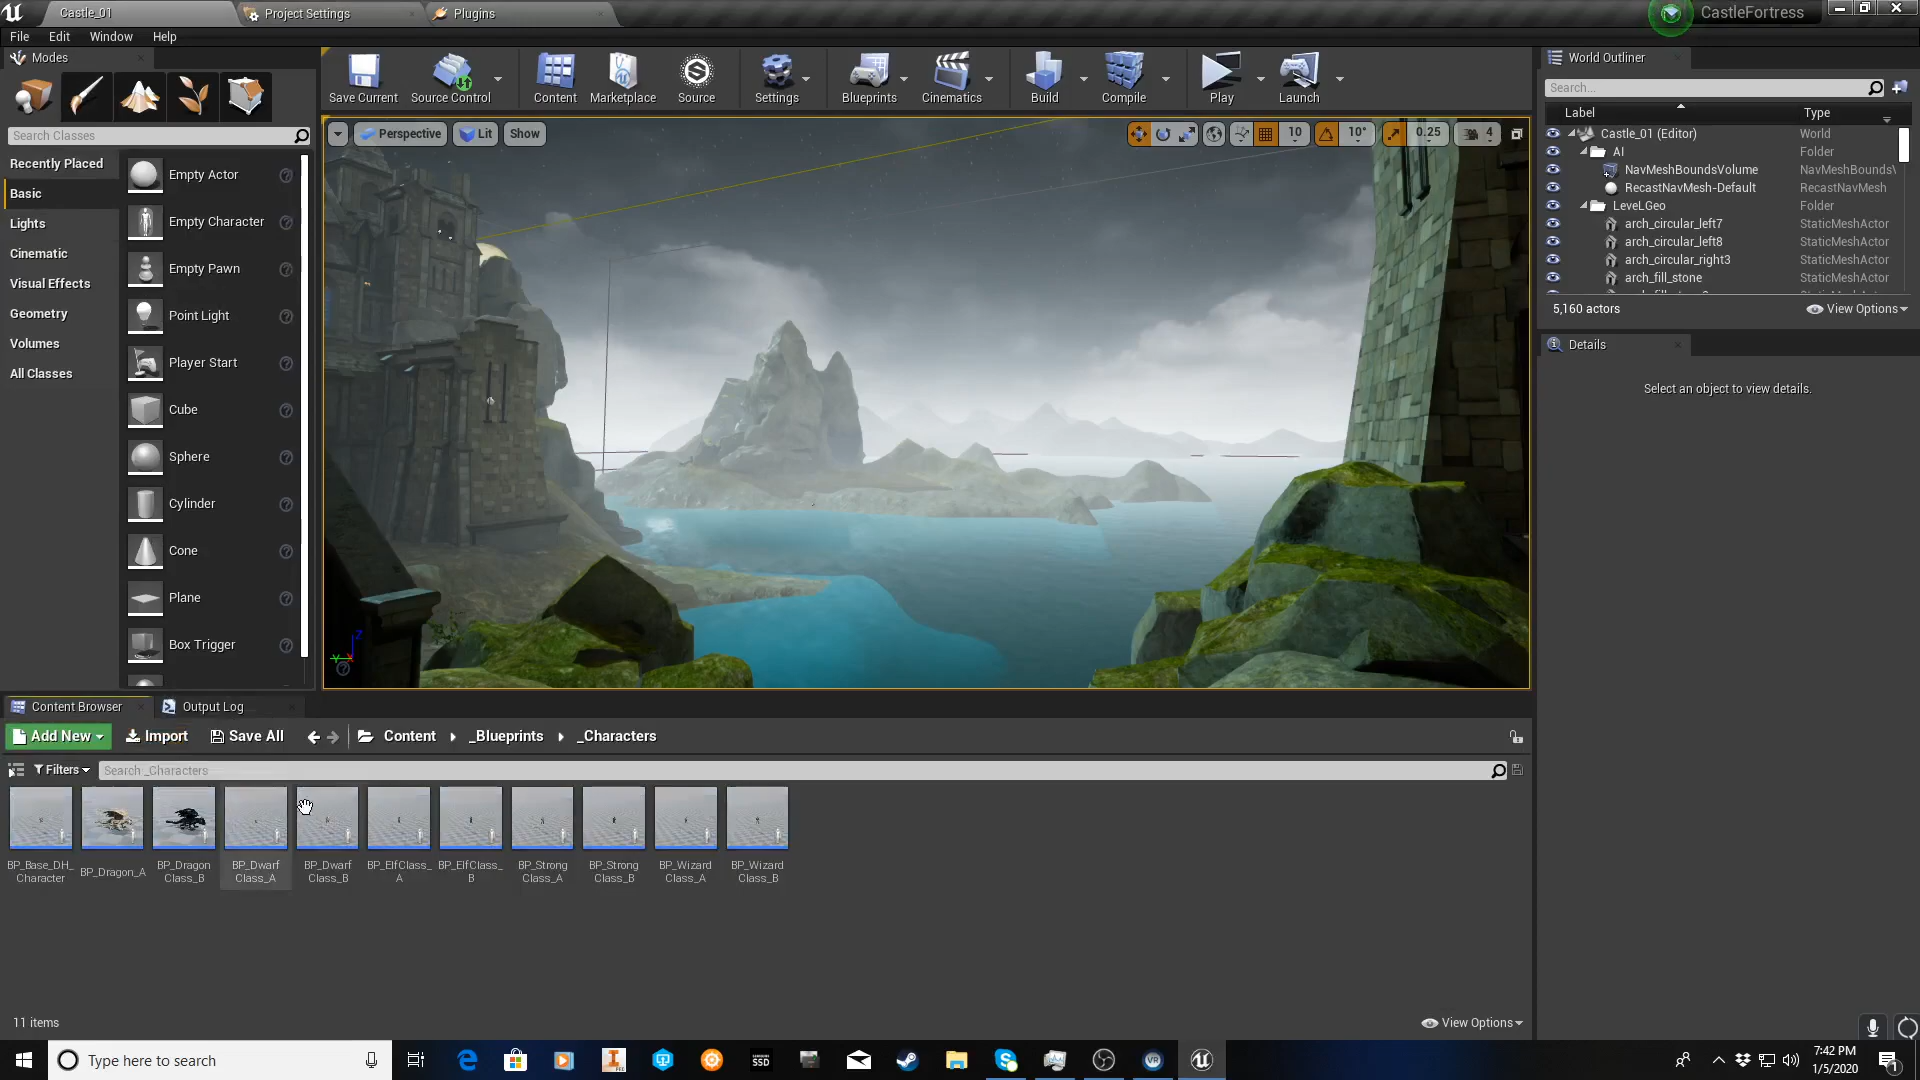 Castle_01
Project Settings
Plugins
CastleFortress
File Edit Window Help
Modes
Search Classes
Recently Placed
Basic
Lights
Cinematic
Visual Effects
Geometry
Volumes
All Classes
Empty Actor
Empty Character
Empty Pawn
Point Light
Player Start
Cube
Sphere
Cylinder
Cone
Plane
Box Trigger
Save Current
Source Control
Content
Marketplace
Source
Settings
Blueprints
Cinematics
Build
Compile
Play
Launch
Perspective Lit Show
10 10° 0.25 4
World Outliner
Search...
Label Type
Castle_01 (Editor) World
AI Folder
NavMeshBoundsVolume NavMeshBounds\
RecastNavMesh-Default RecastNavMesh
LeveLGeo Folder
arch_circular_left7 StaticMeshActor
arch_circular_left8 StaticMeshActor
arch_circular_right3 StaticMeshActor
arch_fill_stone StaticMeshActor
5,160 actors View Options
Details
Select an object to view details.
Content Browser Output Log
Add New Import Save All Content _Blueprints _Characters
Filters Search _Characters
BP_Base_DH_
Character
BP_Dragon_A
BP_Dragon
Class_B
BP_Dwarf
Class_A
BP_Dwarf
Class_B
BP_ElfClass_
A
BP_ElfClass_
B
BP_Strong
Class_A
BP_Strong
Class_B
BP_Wizard
Class_A
BP_Wizard
Class_B
11 items View Options
Type here to search
SAMSUNG
SSD
VR
7:42 PM
1/5/2020
1